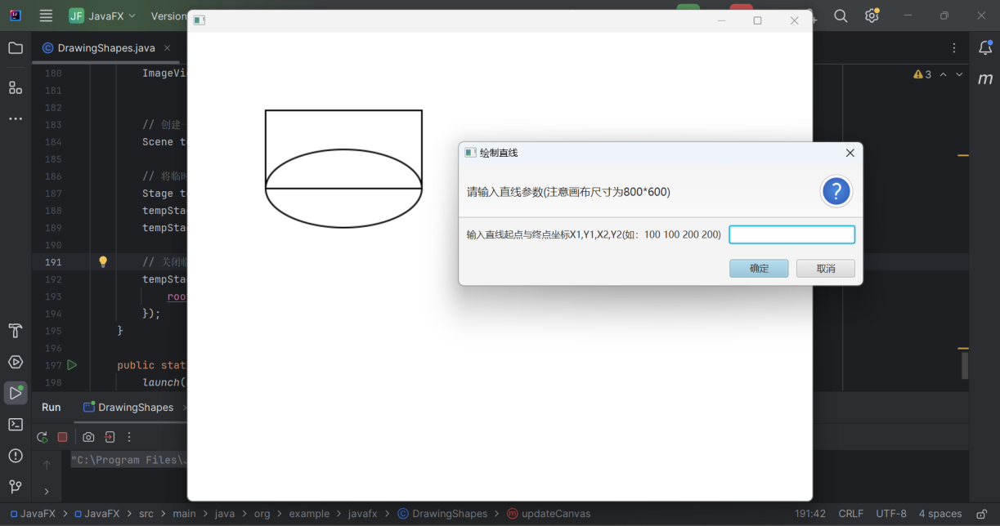 JF JavaFX Version
DrawingShapes.java
3
m
180 ImageVi
181
182
183 // 创建
184 Scene t
185
186 // 将临
187 Stage t
188 tempSta
189 tempSta
190
191 // 关闭
192 tempSta
193 roo
194 });
195 }
196
197 public stat
198 launch(
绘制直线
请输入直线参数(注意画布尺寸为800*600)
?
输入直线起点与终点坐标X1,Y1,X2,Y2(如：100 100 200 200)
确定 取消
Run DrawingShapes
"C:\Program Files\
JavaFX > JavaFX > src > main > java > org > example > javafx > DrawingShapes > updateCanvas 191:42 CRLF UTF-8 4 spaces